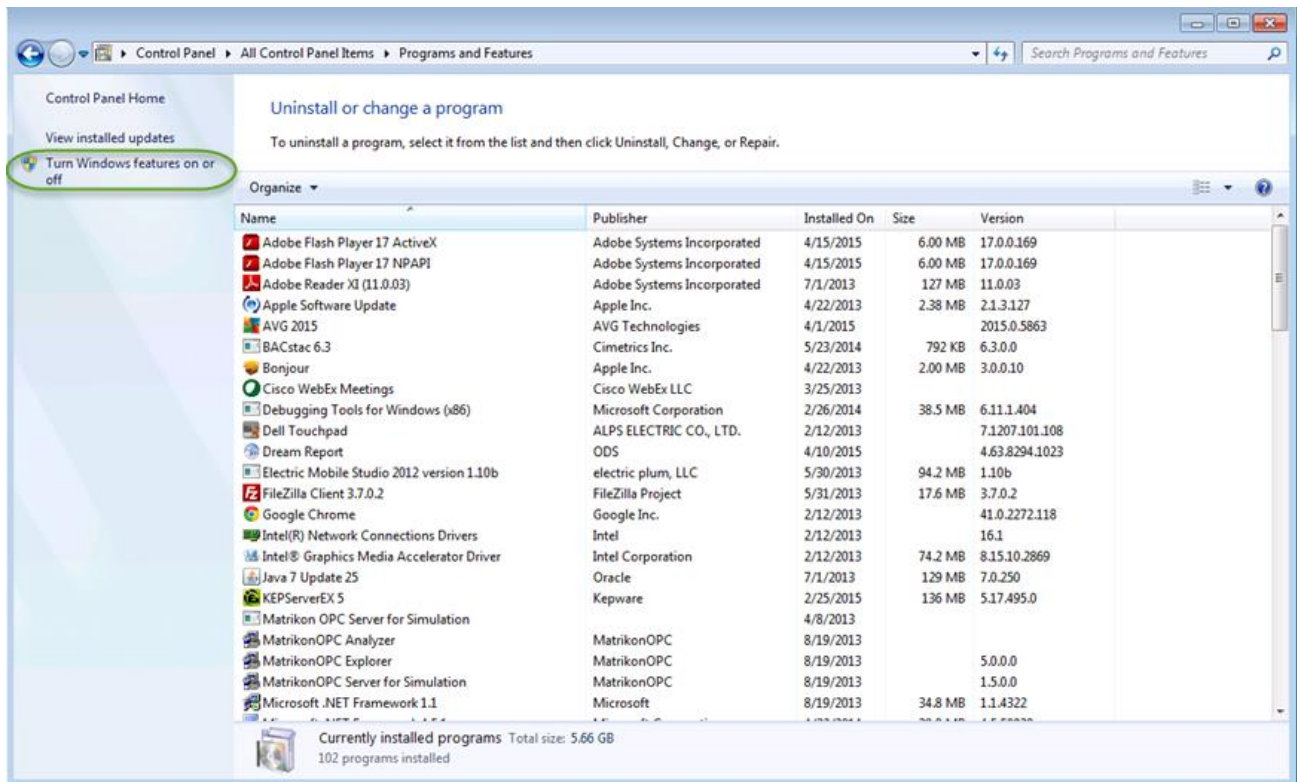 Control Panel ▸ All Control Panel Items ▸ Programs and Features
Search Programs and Features
Control Panel Home
View installed updates
Turn Windows features on or
off
Uninstall or change a program
To uninstall a program, select it from the list and then click Uninstall, Change, or Repair.
Organize
Name Publisher Installed On Size Version
Adobe Flash Player 17 ActiveX Adobe Systems Incorporated 4/15/2015 6.00 MB 17.0.0.169
Adobe Flash Player 17 NPAPI Adobe Systems Incorporated 4/15/2015 6.00 MB 17.0.0.169
Adobe Reader XI (11.0.03) Adobe Systems Incorporated 7/1/2013 127 MB 11.0.03
Apple Software Update Apple Inc. 4/22/2013 2.38 MB 2.1.3.127
AVG 2015 AVG Technologies 4/1/2015 2015.0.5863
BACstac 6.3 Cimetrics Inc. 5/23/2014 792 KB 6.3.0.0
Bonjour Apple Inc. 4/22/2013 2.00 MB 3.0.0.10
Cisco WebEx Meetings Cisco WebEx LLC 3/25/2013
Debugging Tools for Windows (x86) Microsoft Corporation 2/26/2014 38.5 MB 6.11.1.404
Dell Touchpad ALPS ELECTRIC CO., LTD. 2/12/2013 7.1207.101.108
Dream Report ODS 4/10/2015 4.63.8294.1023
Electric Mobile Studio 2012 version 1.10b electric plum, LLC 5/30/2013 94.2 MB 1.10b
FileZilla Client 3.7.0.2 FileZilla Project 5/31/2013 17.6 MB 3.7.0.2
Google Chrome Google Inc. 2/12/2013 41.0.2272.118
Intel(R) Network Connections Drivers Intel 2/12/2013 16.1
Intel® Graphics Media Accelerator Driver Intel Corporation 2/12/2013 74.2 MB 8.15.10.2869
Java 7 Update 25 Oracle 7/1/2013 129 MB 7.0.250
KEPServerEX 5 Kepware 2/25/2015 136 MB 5.17.495.0
Matrikon OPC Server for Simulation 4/8/2013
MatrikonOPC Analyzer MatrikonOPC 8/19/2013
MatrikonOPC Explorer MatrikonOPC 8/19/2013 5.0.0.0
MatrikonOPC Server for Simulation MatrikonOPC 8/19/2013 1.5.0.0
Microsoft .NET Framework 1.1 Microsoft 8/19/2013 34.8 MB 1.1.4322
Currently installed programs Total size: 5.66 GB
102 programs installed